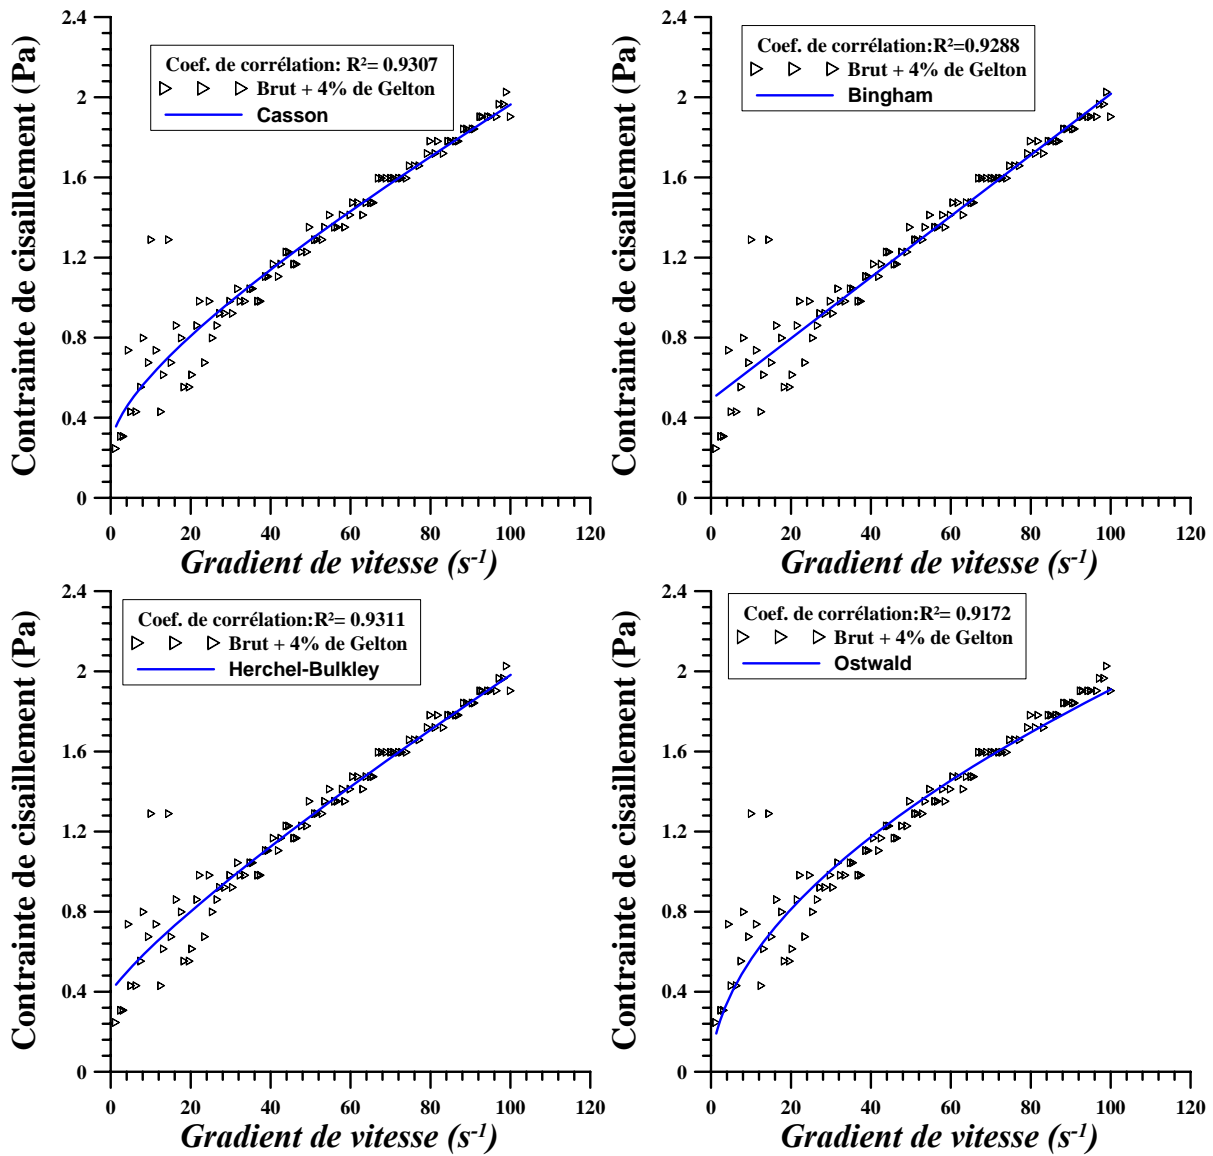 Contrainte de cisaillement (Pa)
2.4
2
1.6
1.2
0.8
0.4
0
Coef. de corrélation: R²= 0.9307
Brut + 4% de Gelton
Casson
0 20 40 60 80 100 120
Gradient de vitesse (s-1)
Contrainte de cisaillement (Pa)
2.4
2
1.6
1.2
0.8
0.4
0
Coef. de corrélation:R²=0.9288
Brut + 4% de Gelton
Bingham
0 20 40 60 80 100 120
Gradient de vitesse (s-1)
Contrainte de cisaillement (Pa)
2.4
2
1.6
1.2
0.8
0.4
0
Coef. de corrélation:R²= 0.9311
Brut + 4% de Gelton
Herchel-Bulkley
0 20 40 60 80 100 120
Gradient de vitesse (s-1)
Contrainte de cisaillement (Pa)
2.4
2
1.6
1.2
0.8
0.4
0
Coef. de corrélation:R²= 0.9172
Brut + 4% de Gelton
Ostwald
0 20 40 60 80 100 120
Gradient de vitesse (s-1)